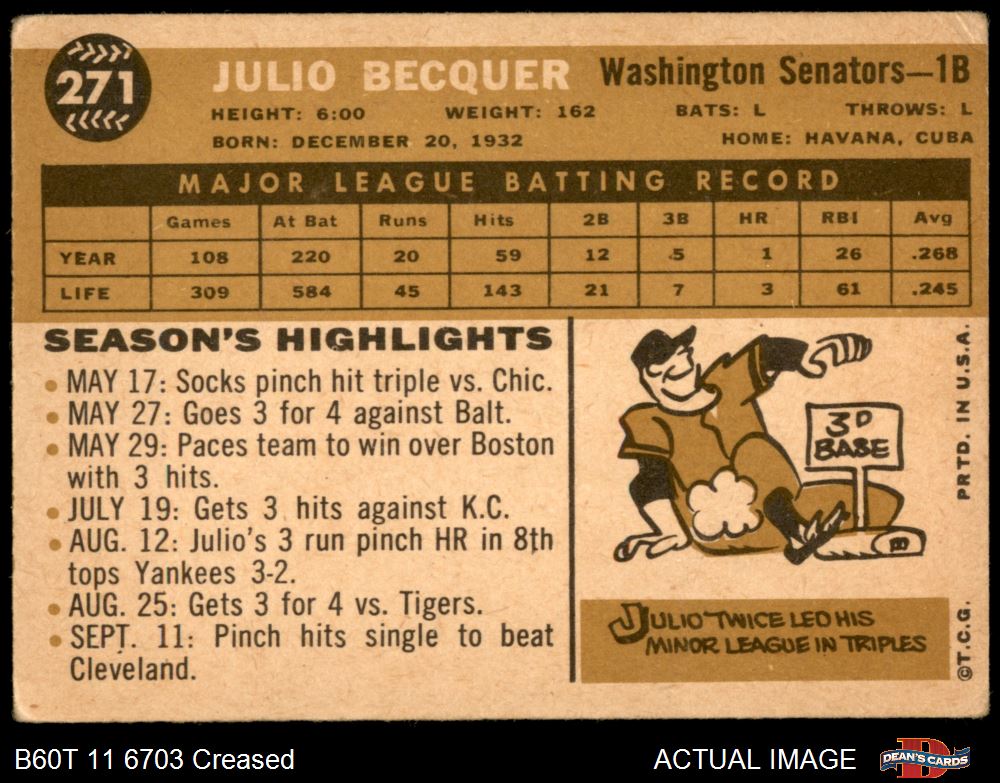 271
JULIO BECQUER Washington Senators—1B
HEIGHT: 6:00 WEIGHT: 162 BATS: L THROWS: L
BORN: DECEMBER 20, 1932 HOME: HAVANA, CUBA
MAJOR LEAGUE BATTING RECORD
Games At Bat Runs Hits 2B 3B HR RBI Avg
YEAR 108 220 20 59 12 5 1 26 .268
LIFE 309 584 45 143 21 7 3 61 .245
SEASON'S HIGHLIGHTS
• MAY 17: Socks pinch hit triple vs. Chic.
• MAY 27: Goes 3 for 4 against Balt.
• MAY 29: Paces team to win over Boston
with 3 hits.
• JULY 19: Gets 3 hits against K.C.
• AUG. 12: Julio's 3 run pinch HR in 8th
tops Yankees 3-2.
• AUG. 25: Gets 3 for 4 vs. Tigers.
• SEPT. 11: Pinch hits single to beat
Cleveland.
3D
BASE
JULIO TWICE LED HIS
MINOR LEAGUE IN TRIPLES
©T.C.G. PRTD. IN U.S.A.
B60T 11 6703 Creased ACTUAL IMAGE
DEAN'S CARDS